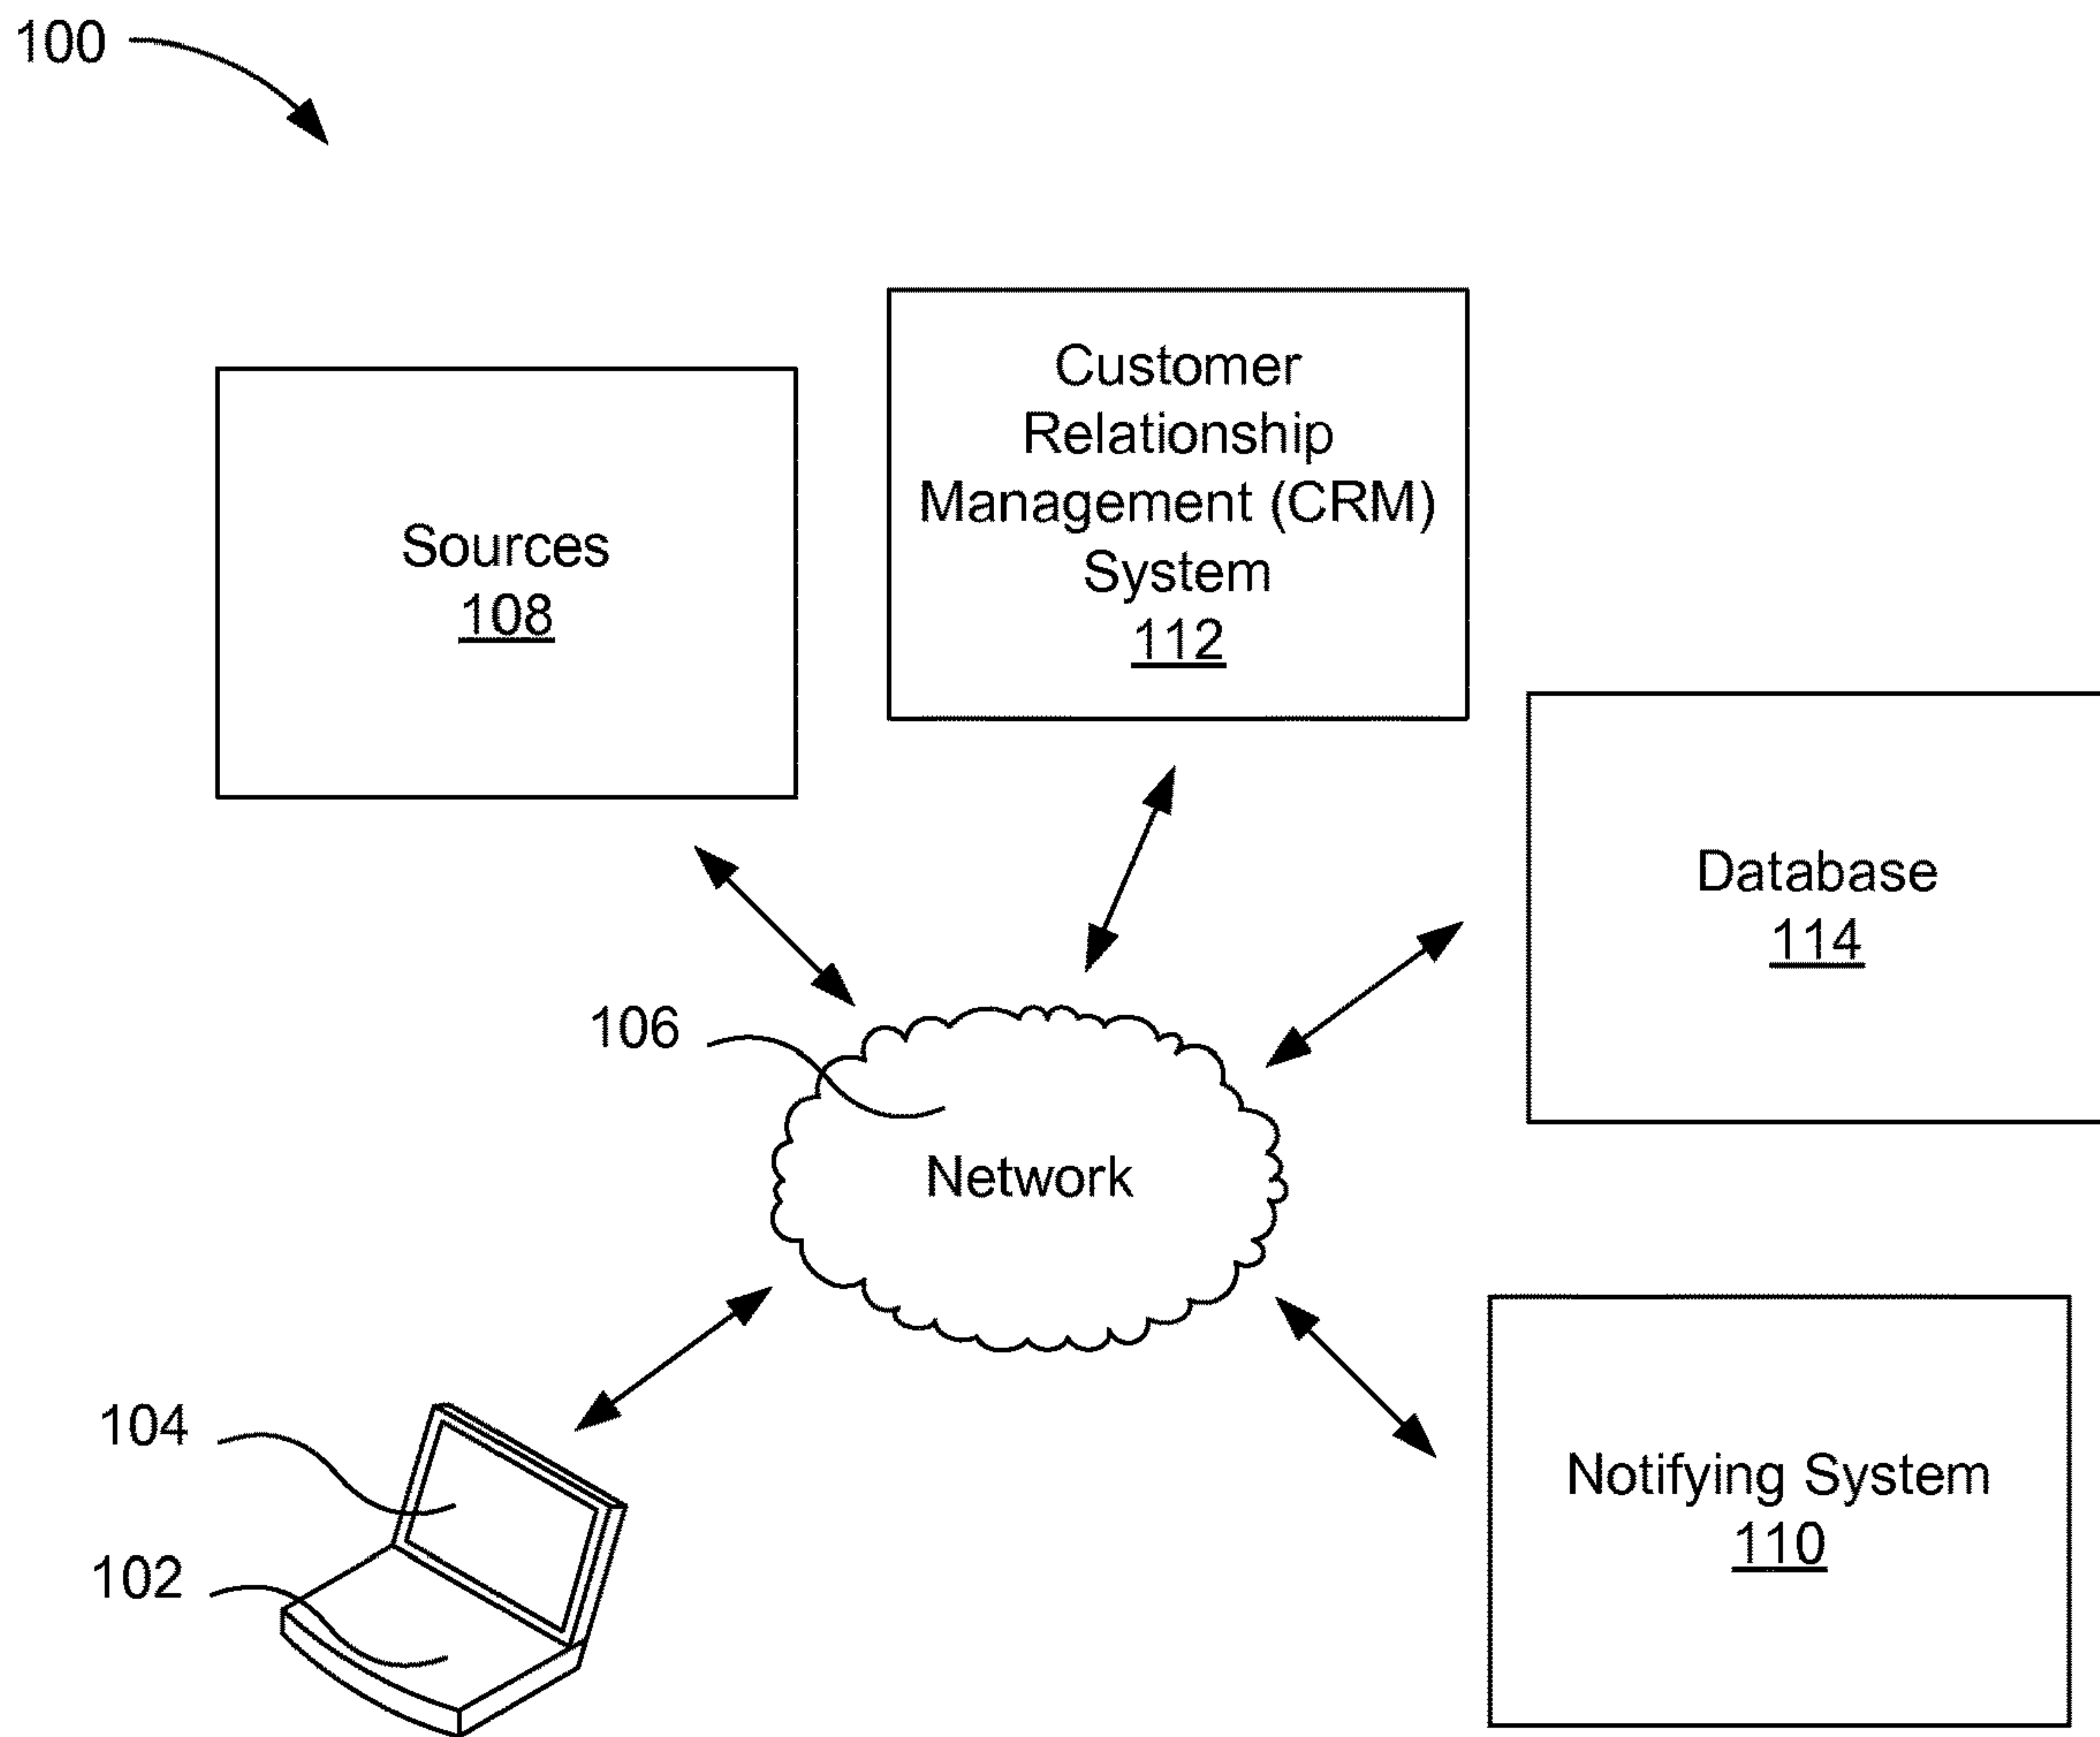 100
Customer
Relationship
Management (CRM)
System
112
Sources
108
Database
114
106
Network
104
102
Notifying System
110